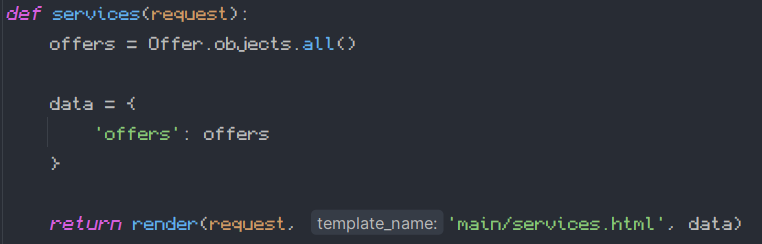 def services(request):
    offers = Offer.objects.all()
    data = {
        'offers': offers
    }
    return render(request, template_name: 'main/services.html', data)